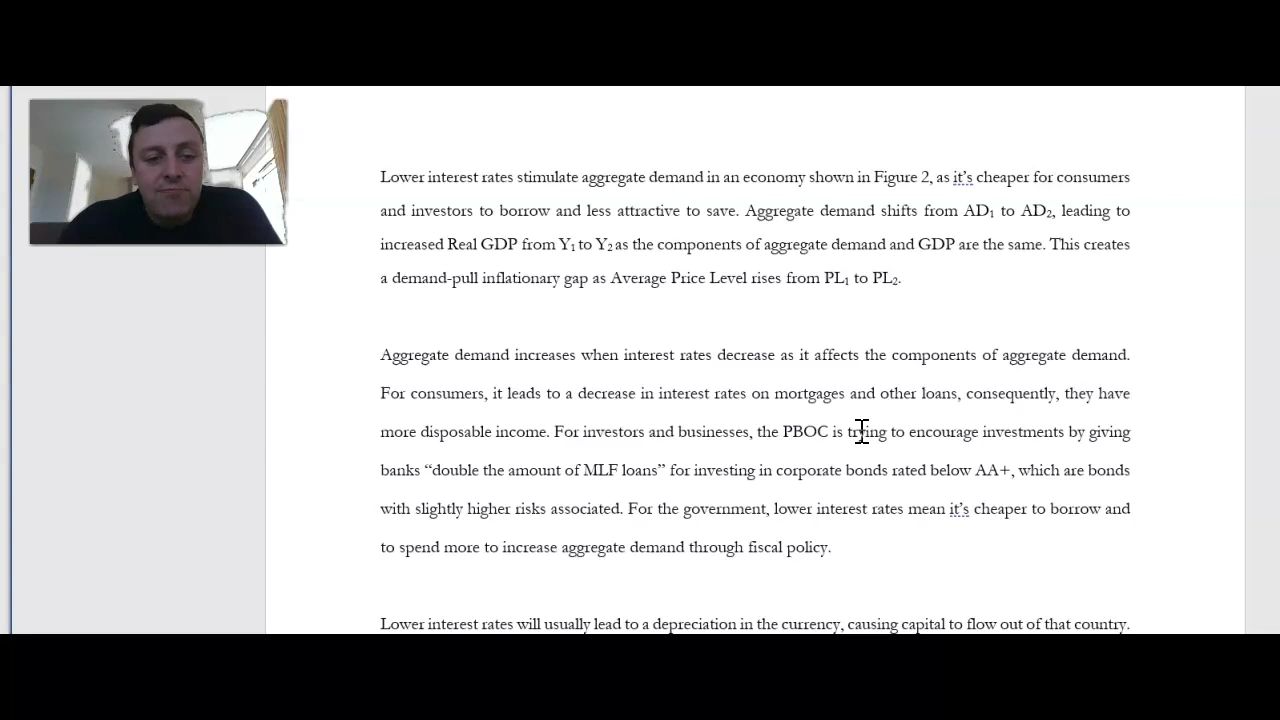 Lower interest rates stimulate aggregate demand in an economy shown in Figure 2, as it’s cheaper for consumers
and investors to borrow and less attractive to save. Aggregate demand shifts from AD₁ to AD₂, leading to
increased Real GDP from Y₁ to Y₂ as the components of aggregate demand and GDP are the same. This creates
a demand-pull inflationary gap as Average Price Level rises from PL₁ to PL₂.
Aggregate demand increases when interest rates decrease as it affects the components of aggregate demand.
For consumers, it leads to a decrease in interest rates on mortgages and other loans, consequently, they have
more disposable income. For investors and businesses, the PBOC is trying to encourage investments by giving
banks “double the amount of MLF loans” for investing in corporate bonds rated below AA+, which are bonds
with slightly higher risks associated. For the government, lower interest rates mean it’s cheaper to borrow and
to spend more to increase aggregate demand through fiscal policy.
Lower interest rates will usually lead to a depreciation in the currency, causing capital to flow out of that country.